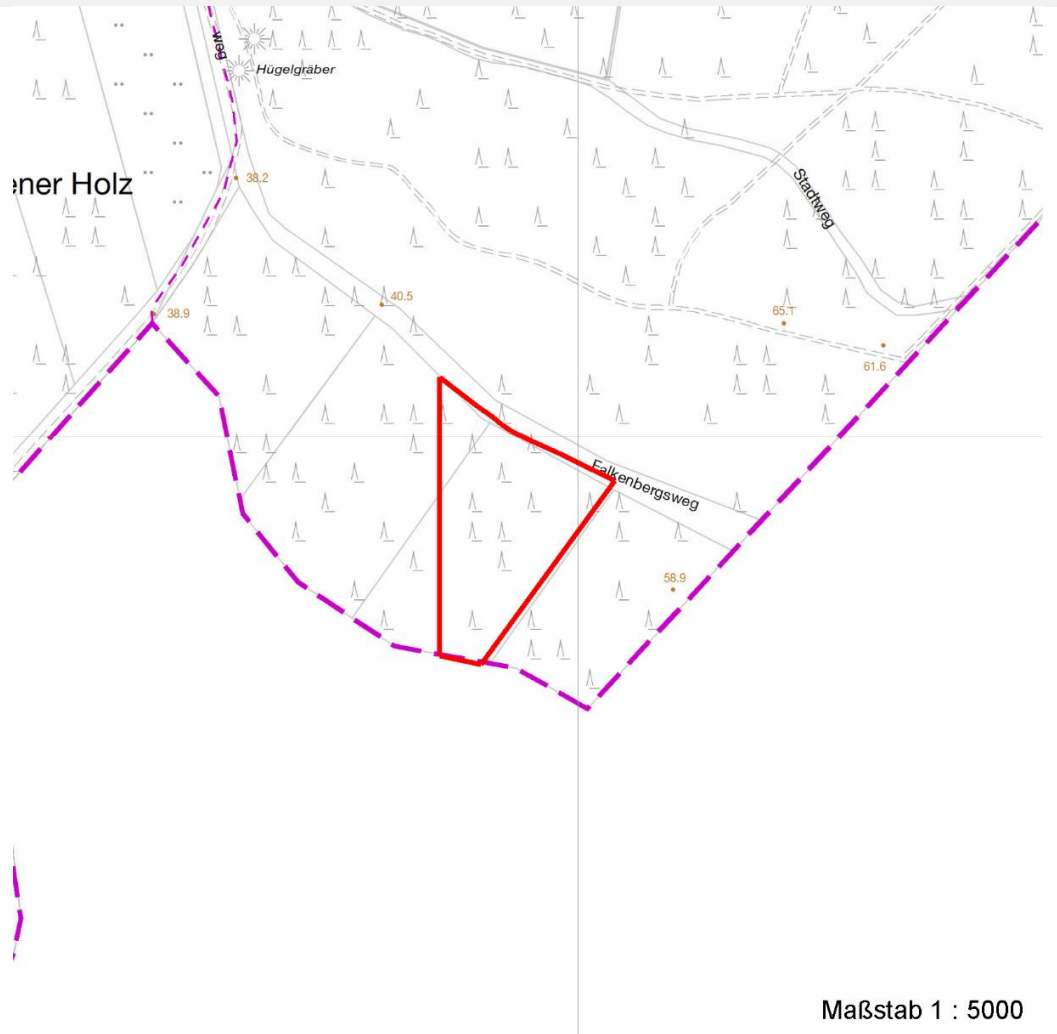 weg
Hügelgräber
ener Holz
38.2
Stadtweg
40.5
38.9
65.1
61.6
Falkenbergsweg
58.9
Maßstab 1 : 5000